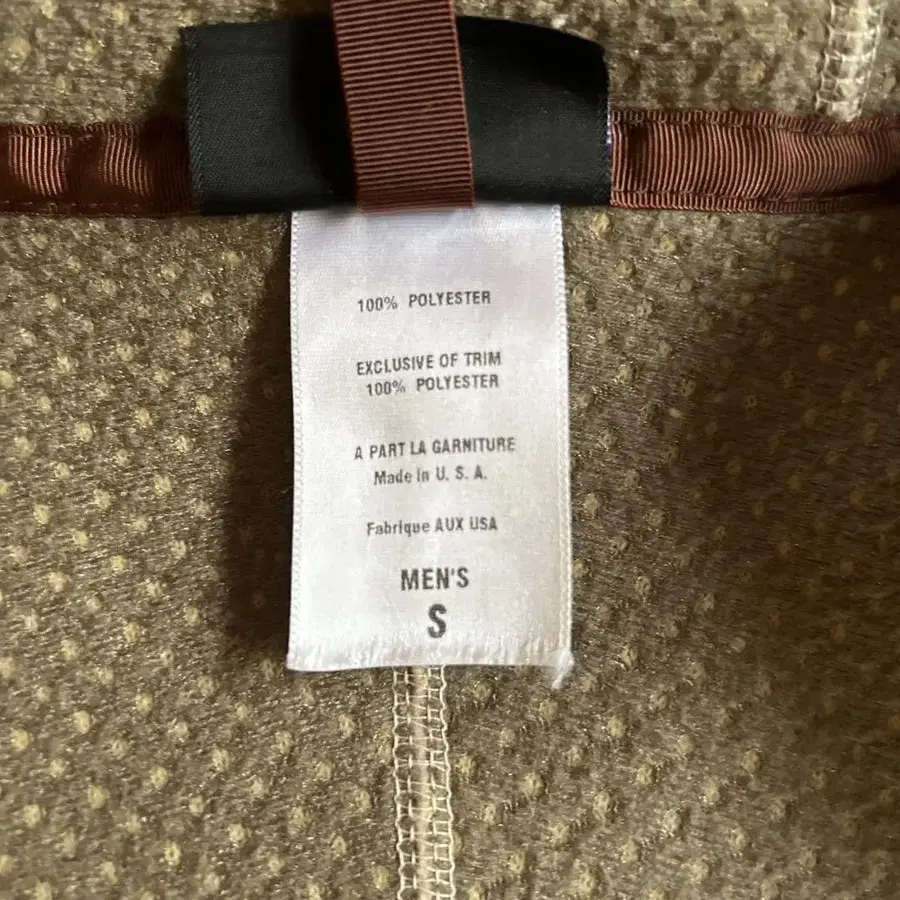 100% POLYESTER
EXCLUSIVE OF TRIM
100% POLYESTER
A PART LA GARNITURE
Made in U. S. A.
Fabrique AUX USA
MEN'S
S